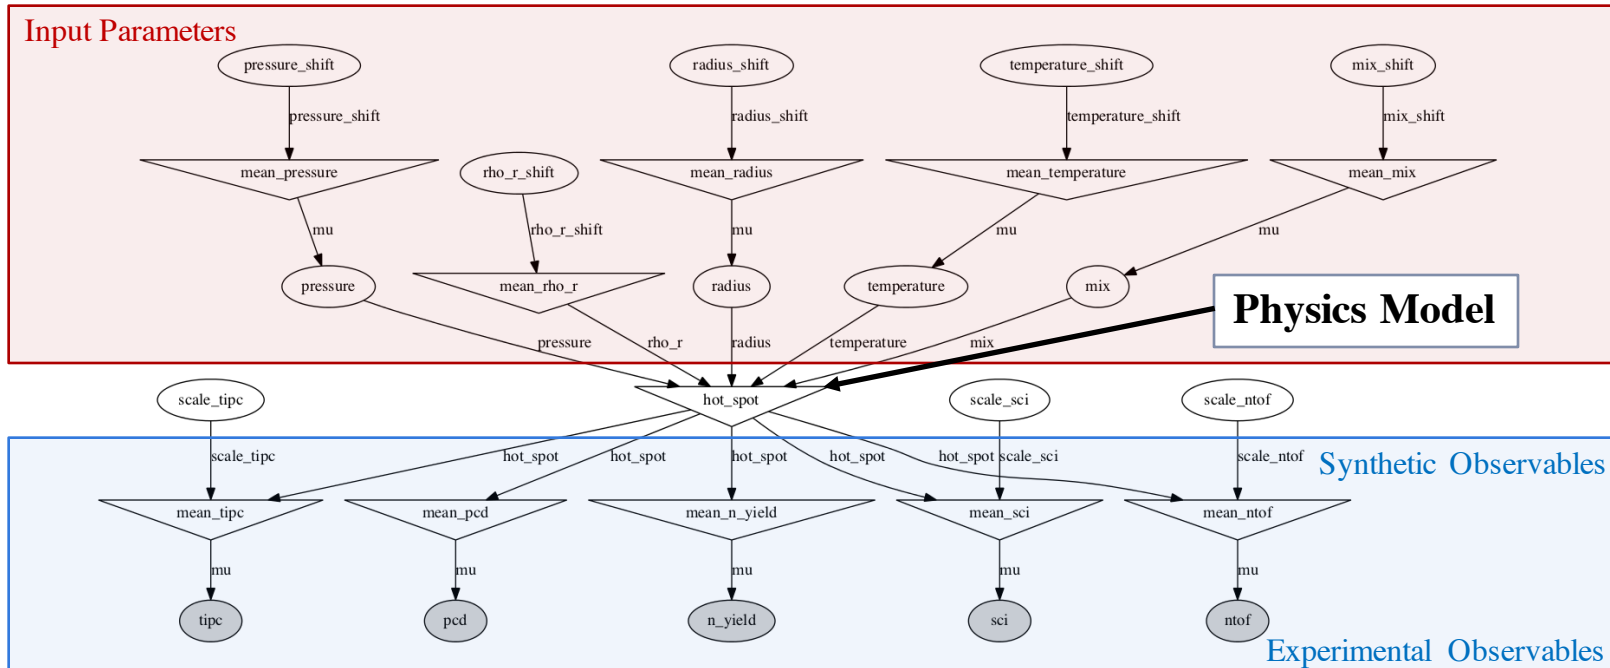 Input Parameters
pressure_shift
radius_shift
temperature_shift
mix_shift
pressure_shift
radius_shift
temperature_shift
mix_shift
mean_pressure
rho_r_shift
mean_radius
mean_temperature
mean_mix
mu
rho_r_shift
mu
mu
mu
pressure
mean_rho_r
radius
temperature
mix
Physics Model
pressure
rho_r
radius
temperature
mix
scale_tipc
hot_spot
scale_sci
scale_ntof
scale_tipc
hot_spot
hot_spot
hot_spot
hot_spot
hot_spot
scale_sci
scale_ntof
Synthetic Observables
mean_tipc
mean_pcd
mean_n_yield
mean_sci
mean_ntof
mu
mu
mu
mu
mu
tipc
pcd
n_yield
sci
ntof
Experimental Observables